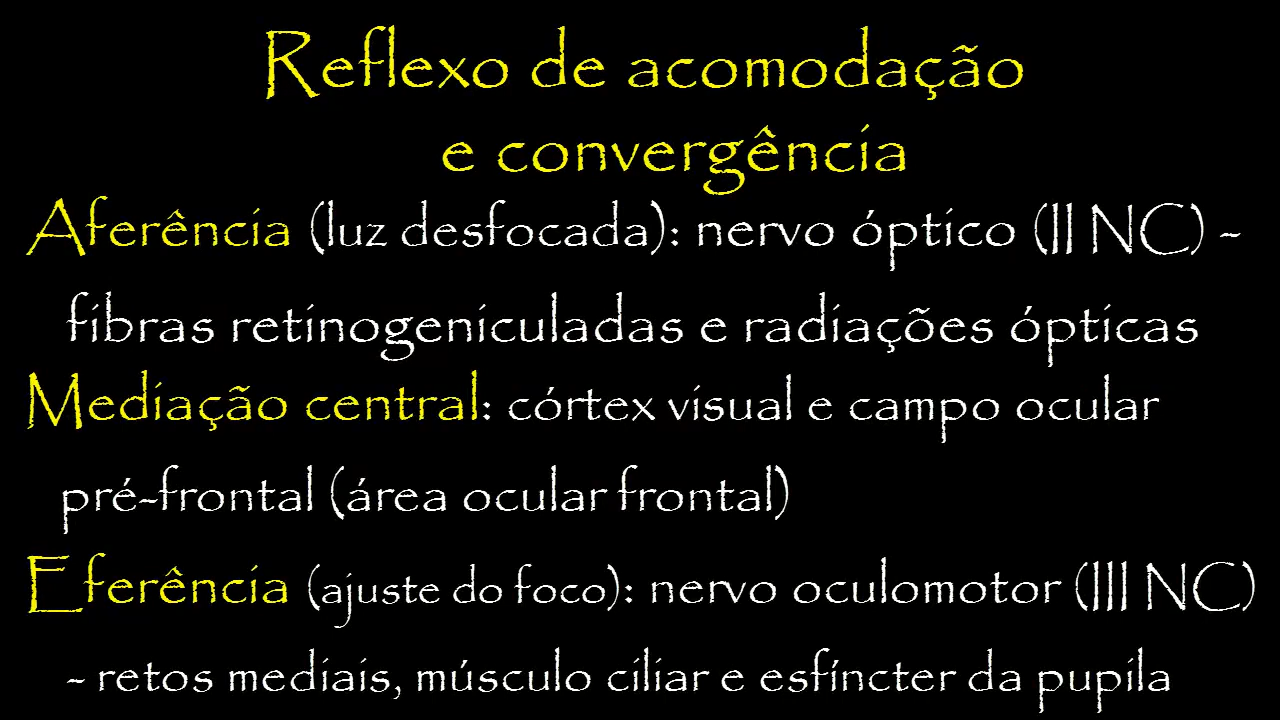 Reflexo de acomodação
e convergência
Aferência (luz desfocada): nervo óptico (II NC) -
fibras retinogeniculadas e radiações ópticas
Mediação central: córtex visual e campo ocular
pré-frontal (área ocular frontal)
Eferência (ajuste do foco): nervo oculomotor (III NC)
- retos mediais, músculo ciliar e esfíncter da pupila